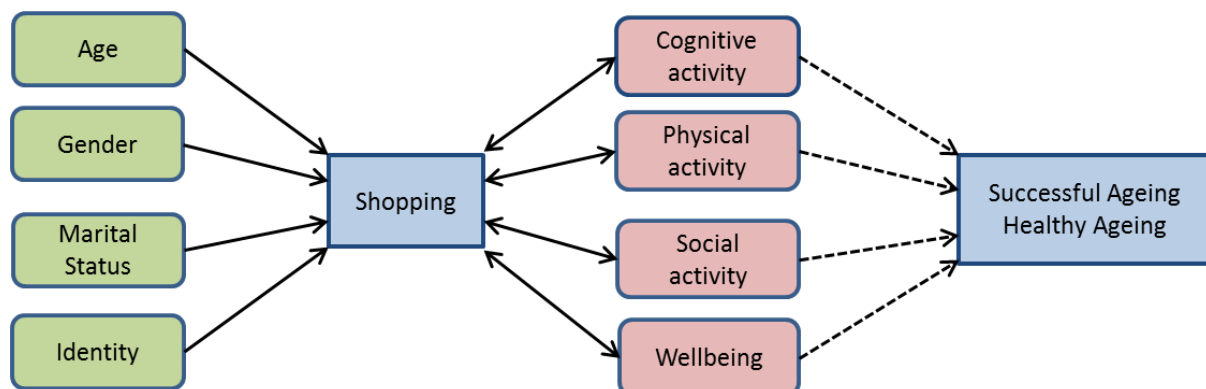 Age
Gender
Marital
Status
Identity
Shopping
Cognitive
activity
Physical
activity
Social
activity
Wellbeing
Successful Ageing
Healthy Ageing